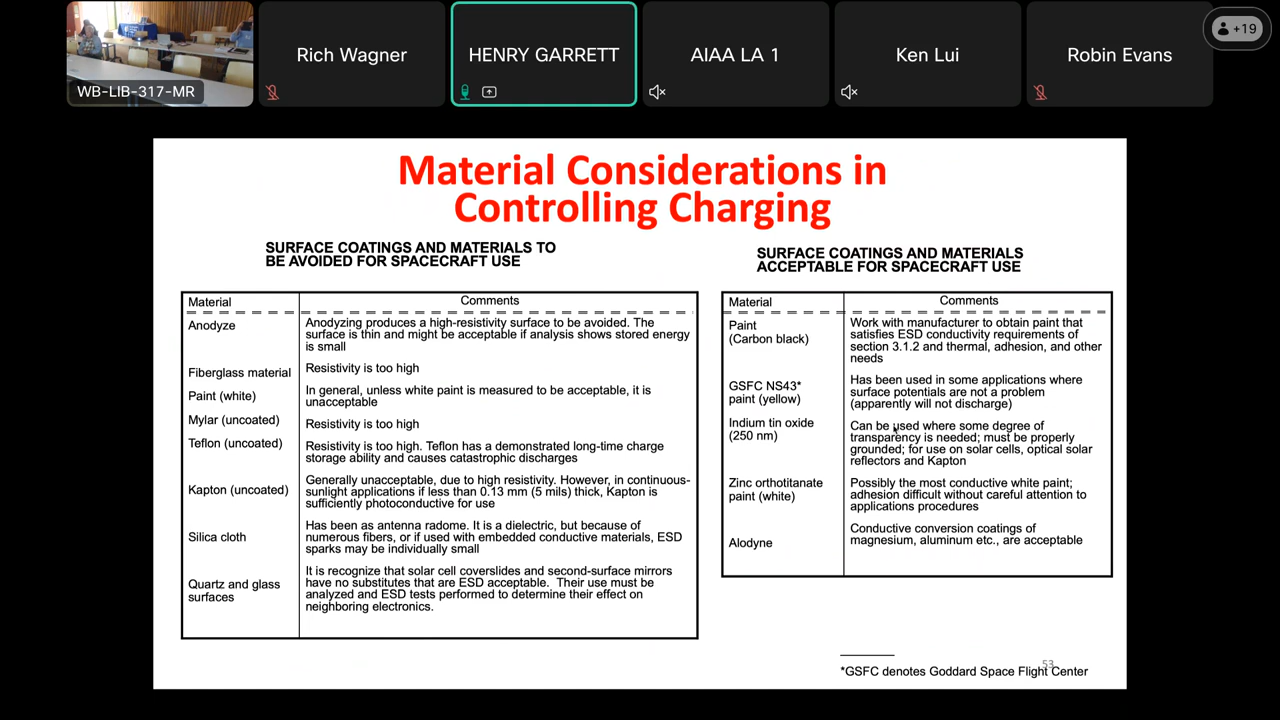 WB-LIB-317-MR
Rich Wagner
HENRY GARRETT
AIAA LA 1
Ken Lui
Robin Evans
+19
Material Considerations in
Controlling Charging
SURFACE COATINGS AND MATERIALS TO
BE AVOIDED FOR SPACECRAFT USE
Material
Comments
Anodyze
Anodyzing produces a high-resistivity surface to be avoided. The
surface is thin and might be acceptable if analysis shows stored energy
is small
Fiberglass material
Resistivity is too high
Paint (white)
In general, unless white paint is measured to be acceptable, it is
unacceptable
Mylar (uncoated)
Resistivity is too high
Teflon (uncoated)
Resistivity is too high. Teflon has a demonstrated long-time charge
storage ability and causes catastrophic discharges
Kapton (uncoated)
Generally unacceptable, due to high resistivity. However, in continuous-
sunlight applications if less than 0.13 mm (5 mils) thick, Kapton is
sufficiently photoconductive for use
Silica cloth
Has been as antenna radome. It is a dielectric, but because of
numerous fibers, or if used with embedded conductive materials, ESD
sparks may be individually small
Quartz and glass
surfaces
It is recognize that solar cell coverslides and second-surface mirrors
have no substitutes that are ESD acceptable. Their use must be
analyzed and ESD tests performed to determine their effect on
neighboring electronics.
SURFACE COATINGS AND MATERIALS
ACCEPTABLE FOR SPACECRAFT USE
Material
Comments
Paint
(Carbon black)
Work with manufacturer to obtain paint that
satisfies ESD conductivity requirements of
section 3.1.2 and thermal, adhesion, and other
needs
GSFC NS43*
paint (yellow)
Has been used in some applications where
surface potentials are not a problem
(apparently will not discharge)
Indium tin oxide
(250 nm)
Can be used where some degree of
transparency is needed; must be properly
grounded; for use on solar cells, optical solar
reflectors and Kapton
Zinc orthotitanate
paint (white)
Possibly the most conductive white paint;
adhesion difficult without careful attention to
applications procedures
Alodyne
Conductive conversion coatings of
magnesium, aluminum etc., are acceptable
53
*GSFC denotes Goddard Space Flight Center